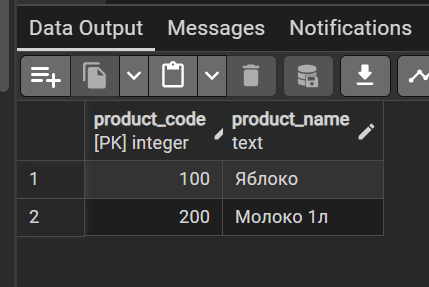 Data Output Messages Notifications
product_code product_name
[PK] integer text
1 100 Яблоко
2 200 Молоко 1л